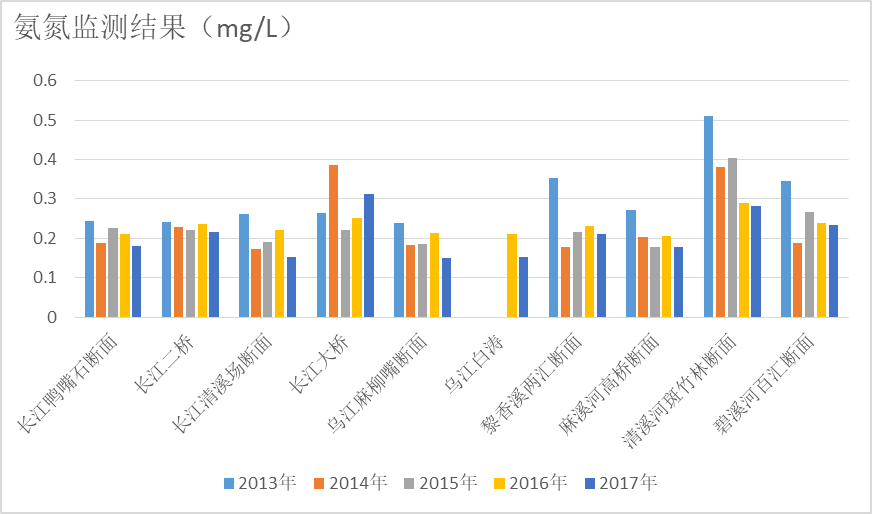 氨氮监测结果（mg/L）
0.6
0.5
0.4
0.3
0.2
0.1
0
长江鸭嘴石断面
长江二桥
长江清溪场断面
长江大桥
乌江麻柳嘴断面
乌江白涛
黎香溪两汇断面
麻溪河高桥断面
清溪河斑竹林断面
碧溪河百汇断面
2013年 2014年 2015年 2016年 2017年